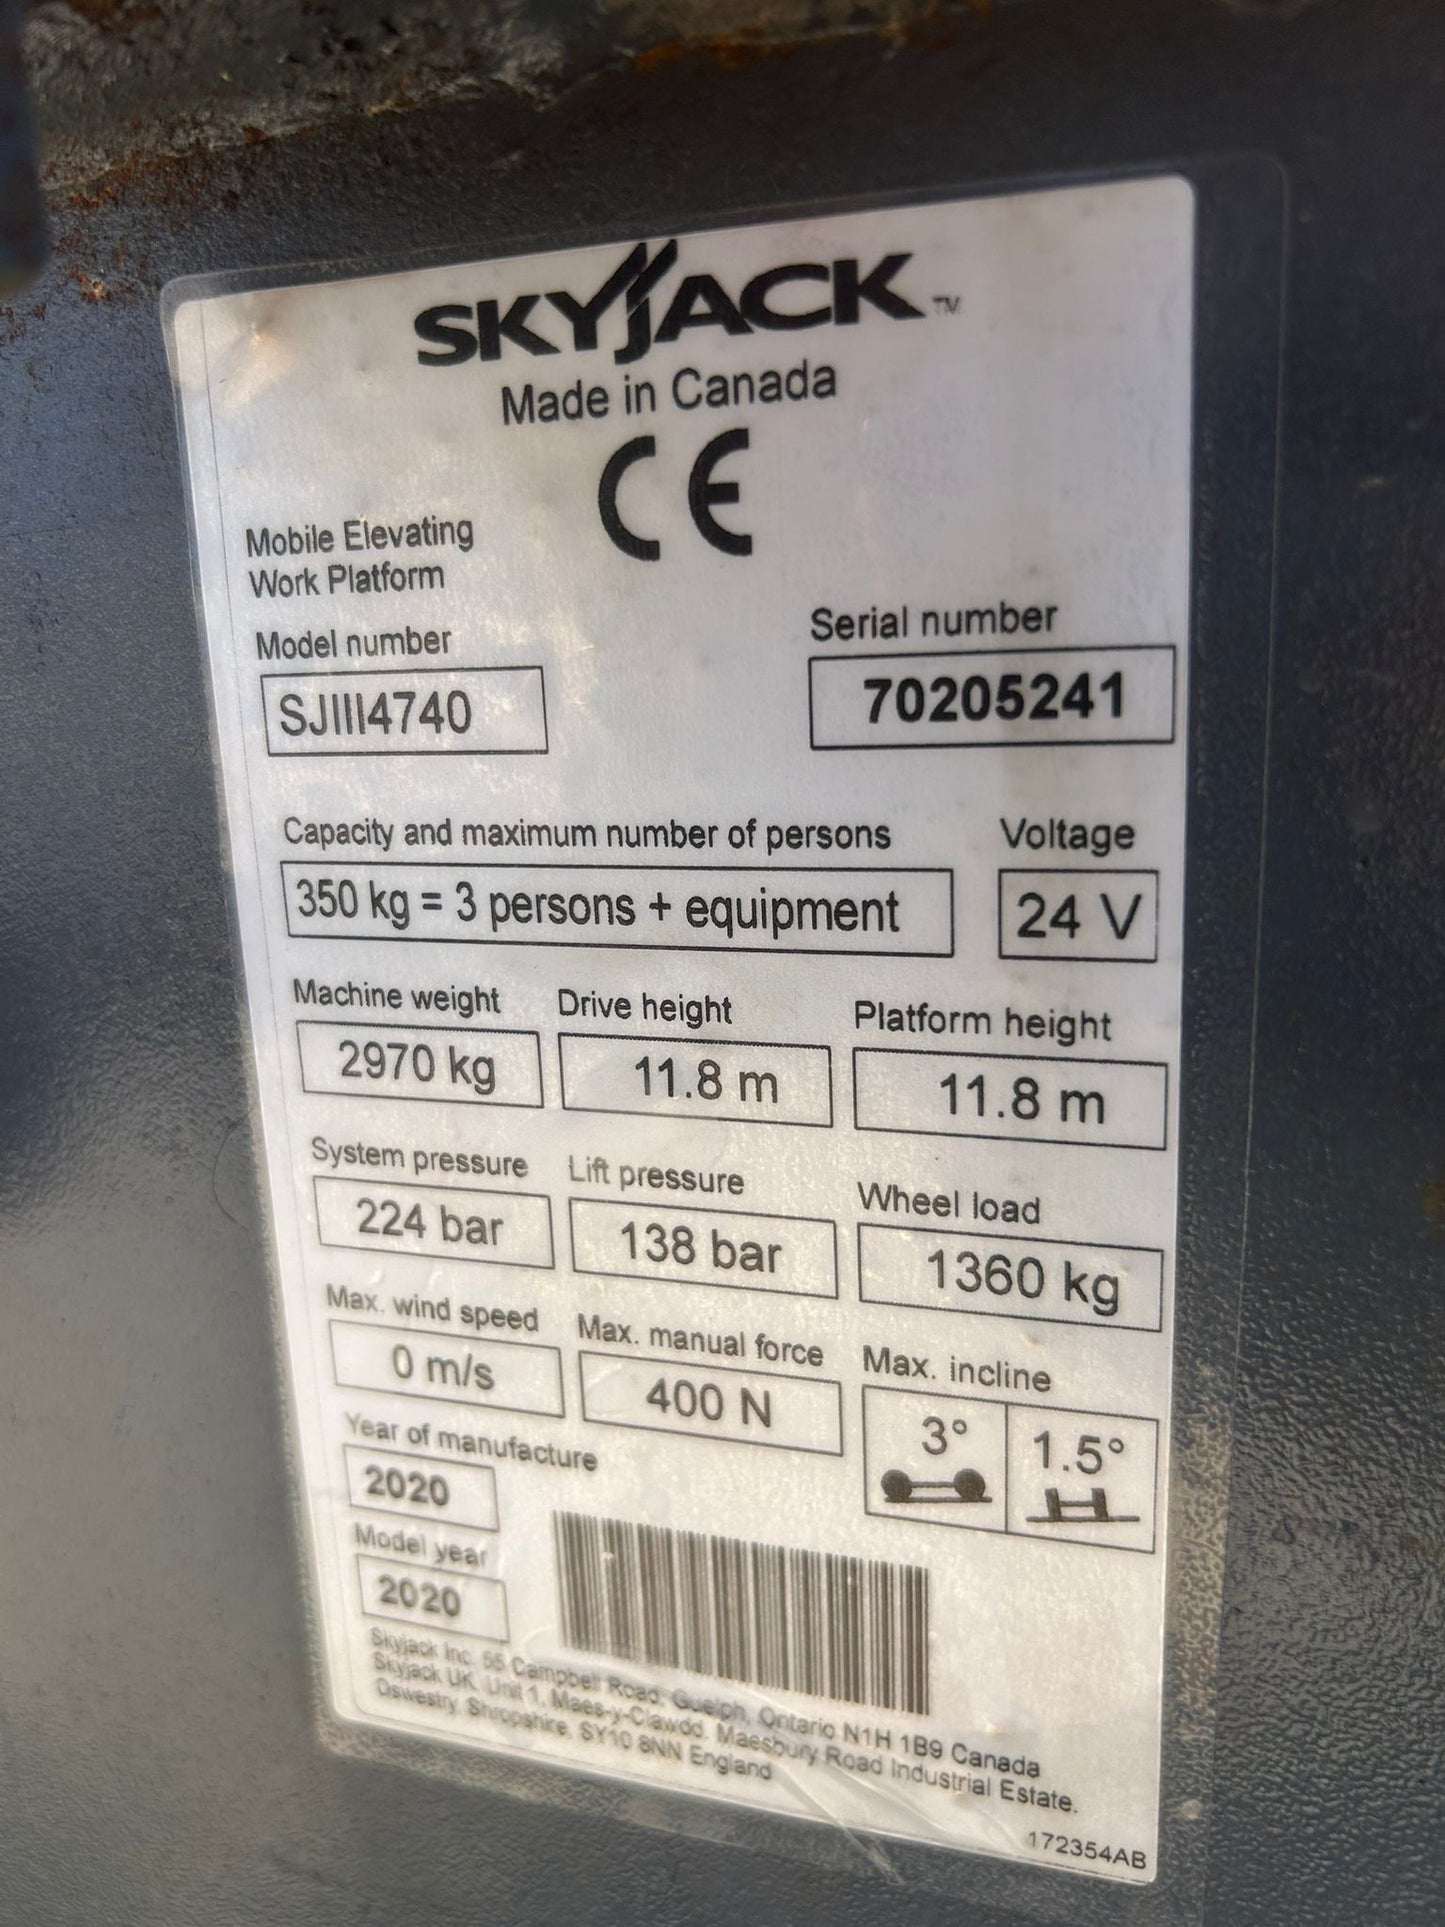 SKYJACK™
Made in Canada
CE
Mobile Elevating
Work Platform
Model number
SJIII4740
Serial number
70205241
Capacity and maximum number of persons
350 kg = 3 persons + equipment
Voltage
24 V
Machine weight
2970 kg
Drive height
11.8 m
Platform height
11.8 m
System pressure
224 bar
Lift pressure
138 bar
Wheel load
1360 kg
Max. wind speed
0 m/s
Max. manual force
400 N
Max. incline
3°
1.5°
Year of manufacture
2020
Model year
2020
Skyjack Inc. 55 Campbell Road, Guelph, Ontario N1H 1B9 Canada
Skyjack UK, Unit 1, Maes-y-Clawdd, Maesbury Road Industrial Estate.
Oswestry, Shropshire, SY10 8NN England
172354AB